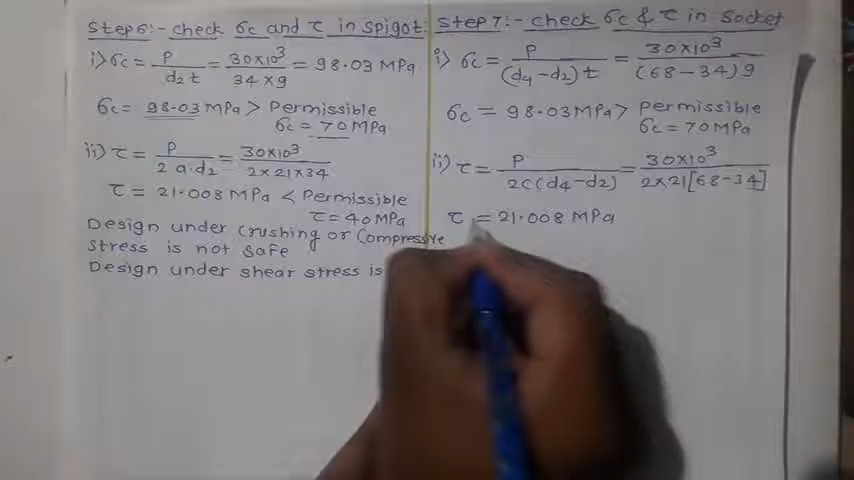 Step 6:- check σc and τ in spigot:
i) σc = P / d2 t = 30×10³ / 34×9 = 98.03 MPa.
σc = 98.03 MPa > Permissible
σc = 70 MPa
ii) τ = P / 2 a.d2 = 30×10³ / 2×21×34
τ = 21.008 MPa < Permissible
τ = 40 MPa
Design under Crushing or Compressive
stress is not safe
Design under shear stress is
Step 7:- check σc & τ in socket
i) σc = P / (d4-d2) t = 30×10³ / (68-34) 9
σc = 98.03 MPa > permissible
σc = 70 MPa
ii) τ = P / 2c (d4-d2) = 30×10³ / 2×21[68-34]
τ = 21.008 MPa